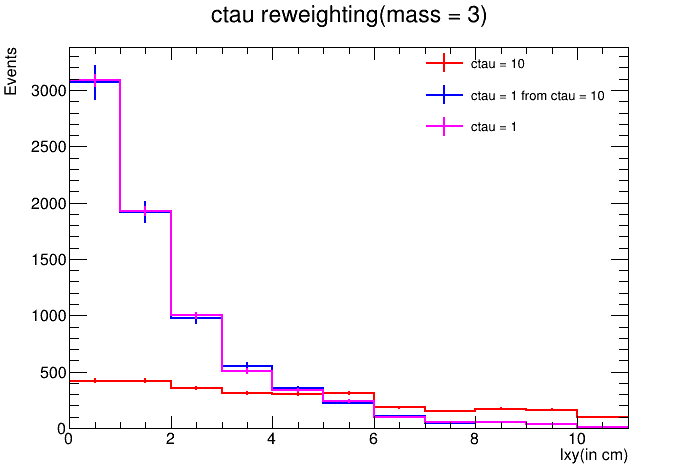 ctau reweighting(mass = 3)
Events
ctau = 10
ctau = 1 from ctau = 10
ctau = 1
3000
2500
2000
1500
1000
500
0
0 2 4 6 8 10
lxy(in cm)